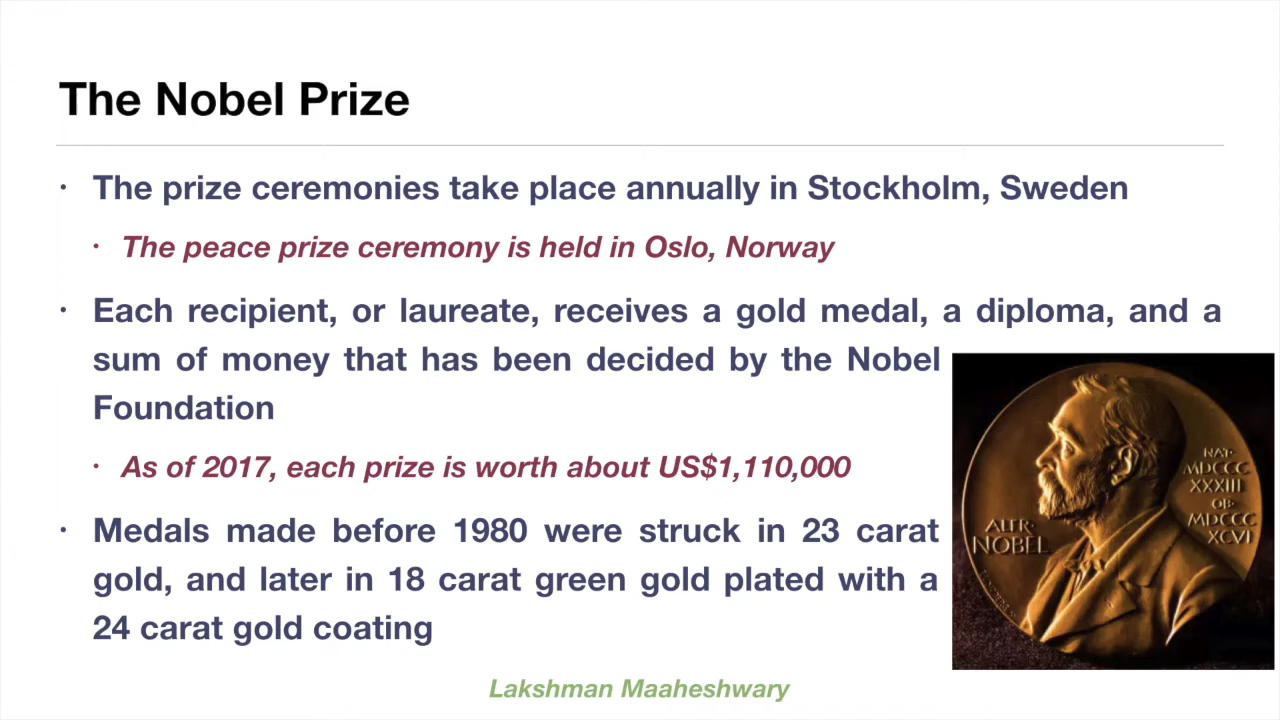 The Nobel Prize
• The prize ceremonies take place annually in Stockholm, Sweden
• The peace prize ceremony is held in Oslo, Norway
• Each recipient, or laureate, receives a gold medal, a diploma, and a
sum of money that has been decided by the Nobel
Foundation
• As of 2017, each prize is worth about US$1,110,000
• Medals made before 1980 were struck in 23 carat
gold, and later in 18 carat green gold plated with a
24 carat gold coating
ALFR·
NOBEL
NAT·
MDCCC
XXXIII
OB·
MDCCC
XCVI
Lakshman Maaheshwary